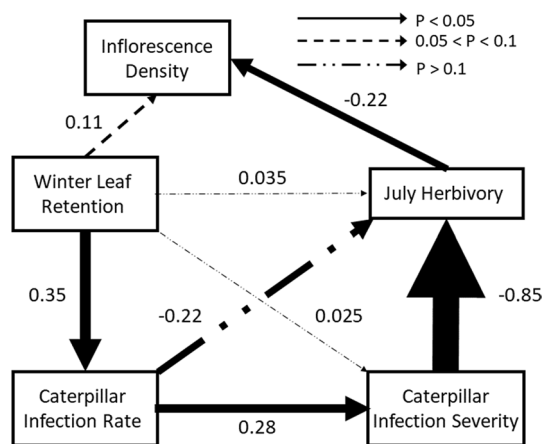 Inflorescence
Density
P < 0.05
0.05 < P < 0.1
P > 0.1
-0.22
0.11
Winter Leaf
Retention
0.035
July Herbivory
0.35
-0.22
0.025
-0.85
Caterpillar
Infection Rate
0.28
Caterpillar
Infection Severity